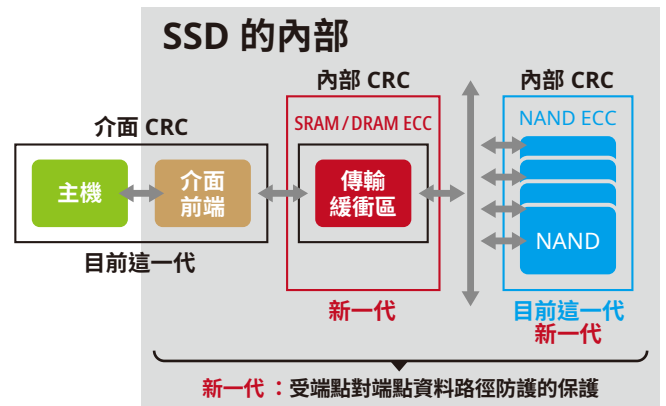 SSD 的內部
內部 CRC
內部 CRC
介面 CRC
SRAM/DRAM ECC
NAND ECC
主機
介面
前端
傳輸
緩衝區
NAND
目前這一代
新一代
目前這一代
新一代
新一代：受端點對端點資料路徑防護的保護